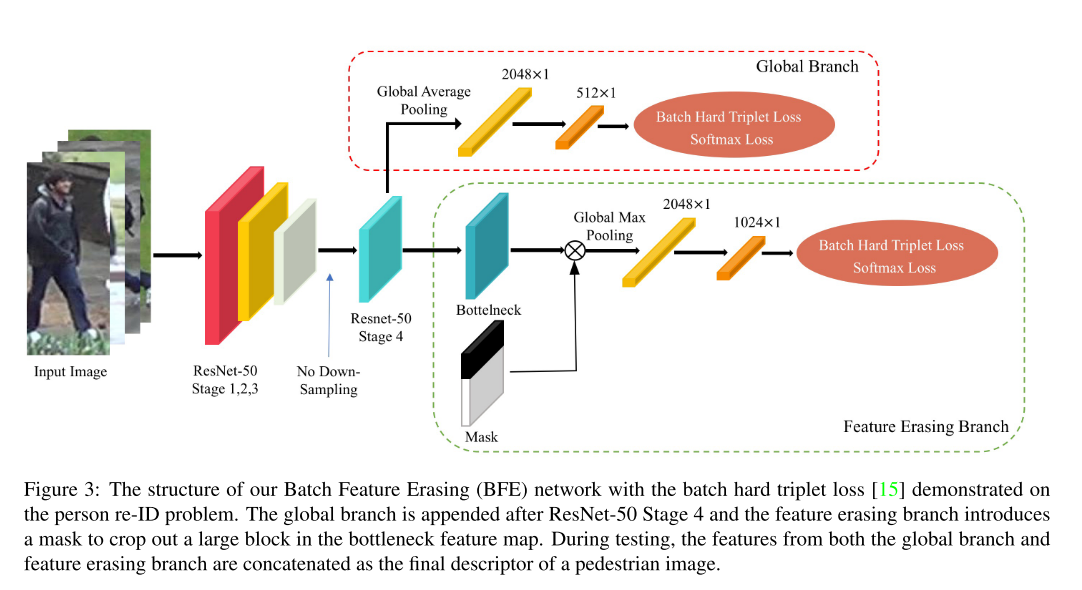 Global Branch
2048×1
Global Average
Pooling
512×1
Batch Hard Triplet Loss
Softmax Loss
Global Max
Pooling
2048×1
1024×1
Batch Hard Triplet Loss
Softmax Loss
Bottelneck
Resnet-50
Stage 4
Input Image
ResNet-50
Stage 1,2,3
No Down-
Sampling
Mask
Feature Erasing Branch
Figure 3: The structure of our Batch Feature Erasing (BFE) network with the batch hard triplet loss [15] demonstrated on
the person re-ID problem. The global branch is appended after ResNet-50 Stage 4 and the feature erasing branch introduces
a mask to crop out a large block in the bottleneck feature map. During testing, the features from both the global branch and
feature erasing branch are concatenated as the final descriptor of a pedestrian image.